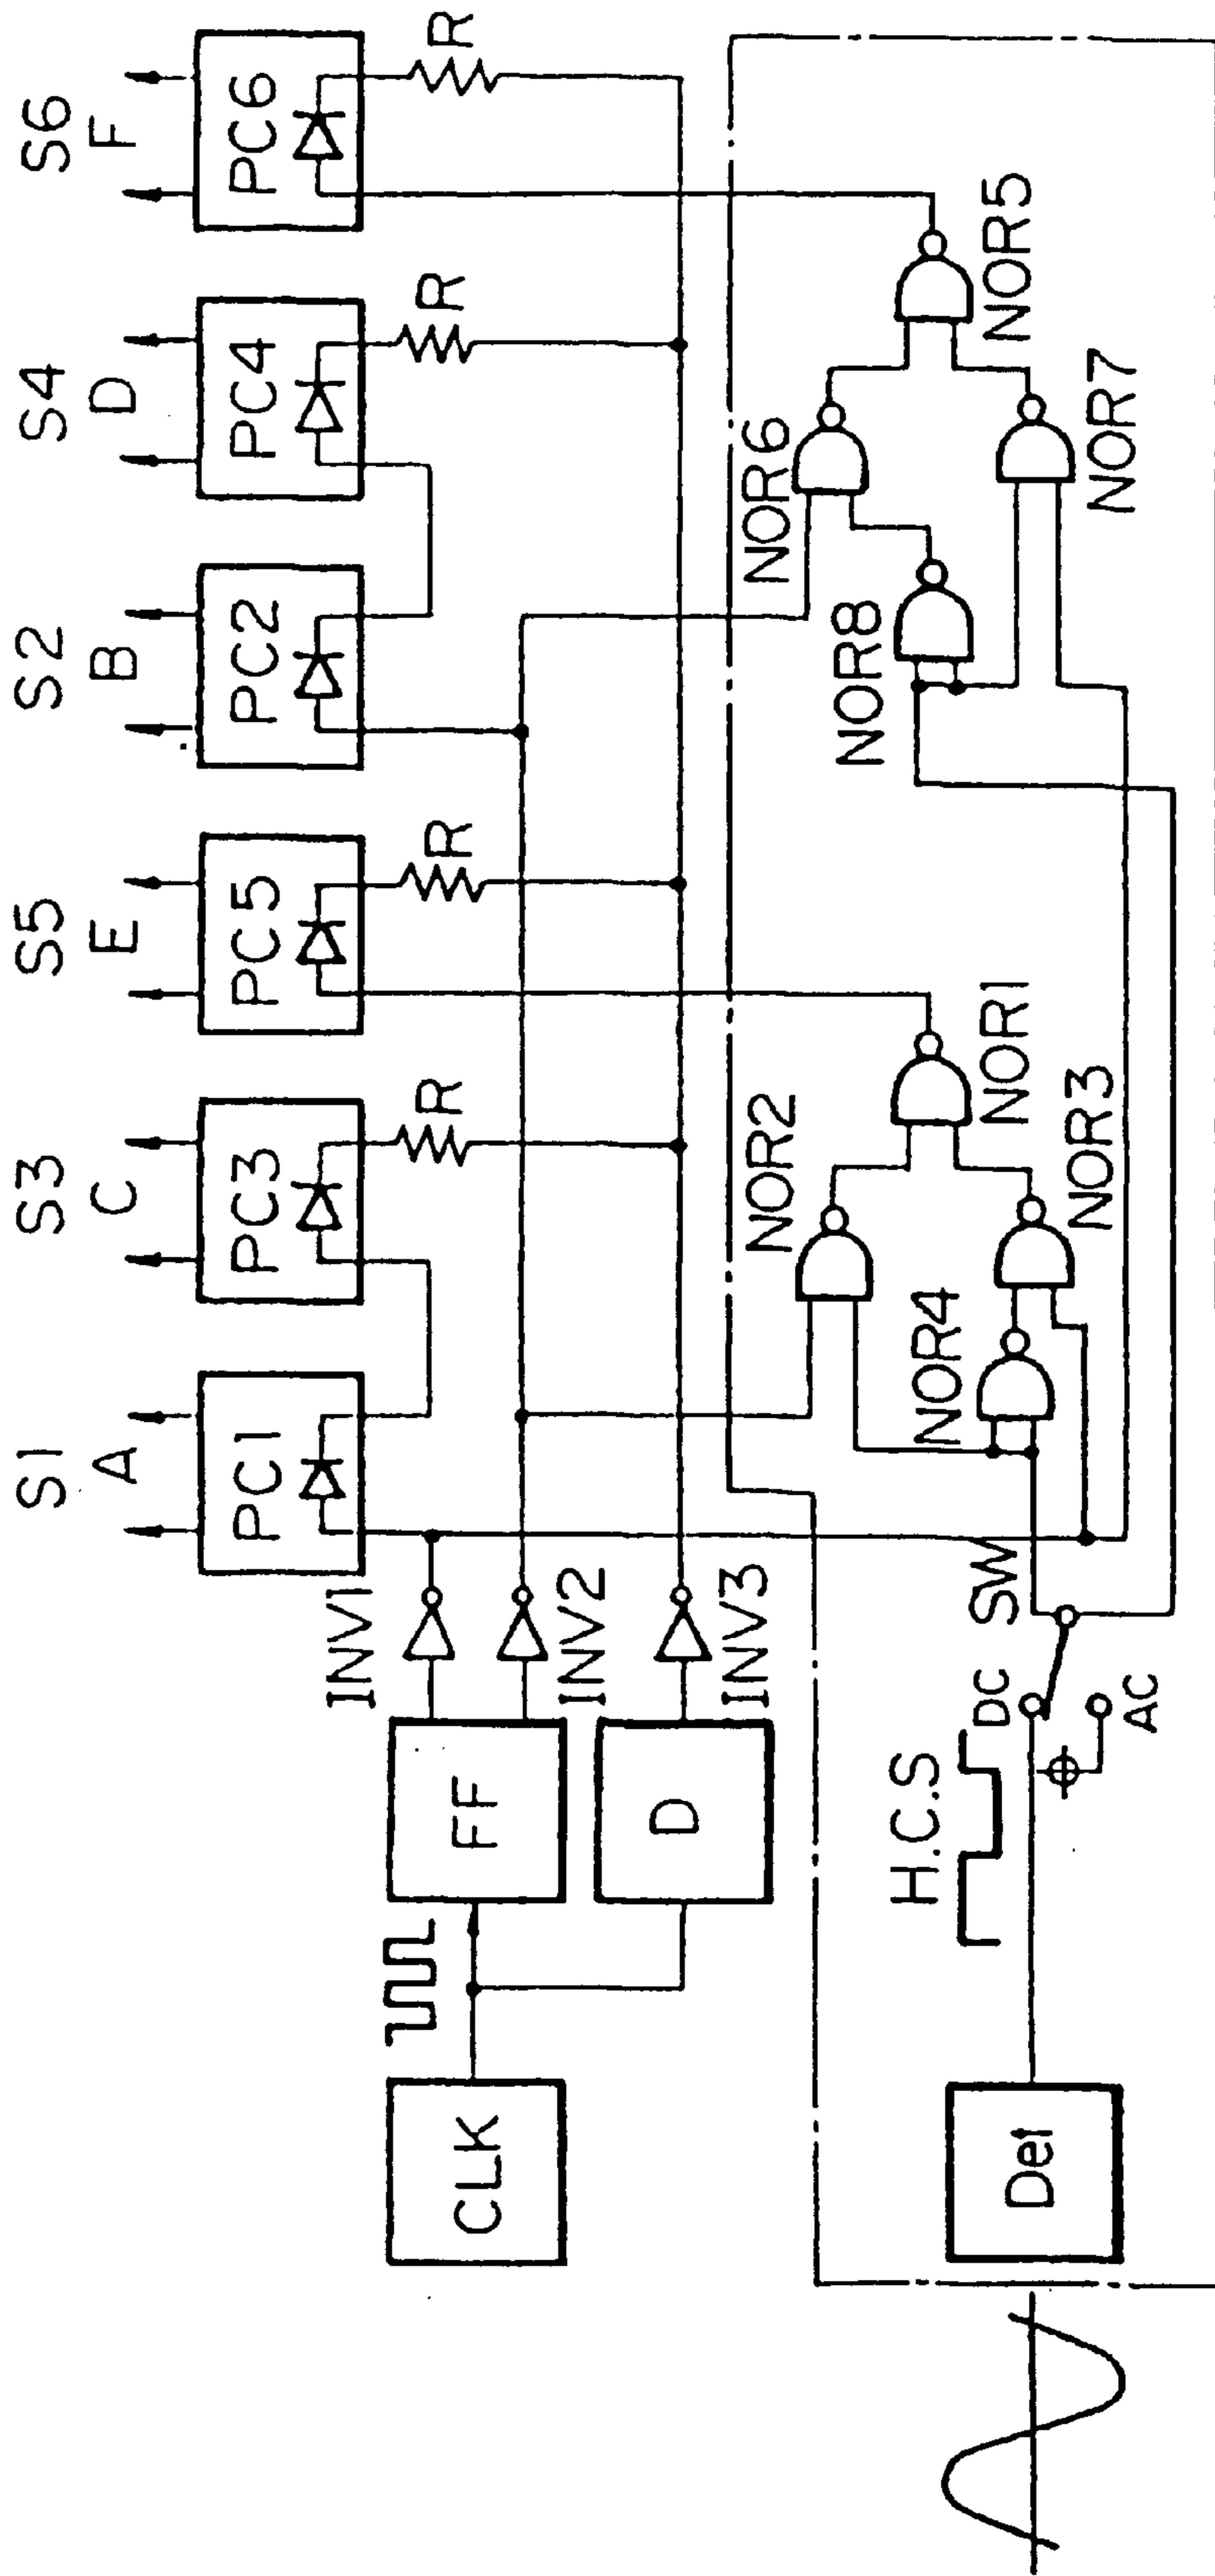 S1 S3 S5 S2 S4 S6
A C E B D F
PC1 PC3 PC5 PC2 PC4 PC6
R R R R
INV1
INV2
INV3
CLK
FF
D
NOR2
NOR1
NOR4
NOR3
NOR6
NOR5
NOR8
NOR7
SW
H.C.S
DC
AC
Det